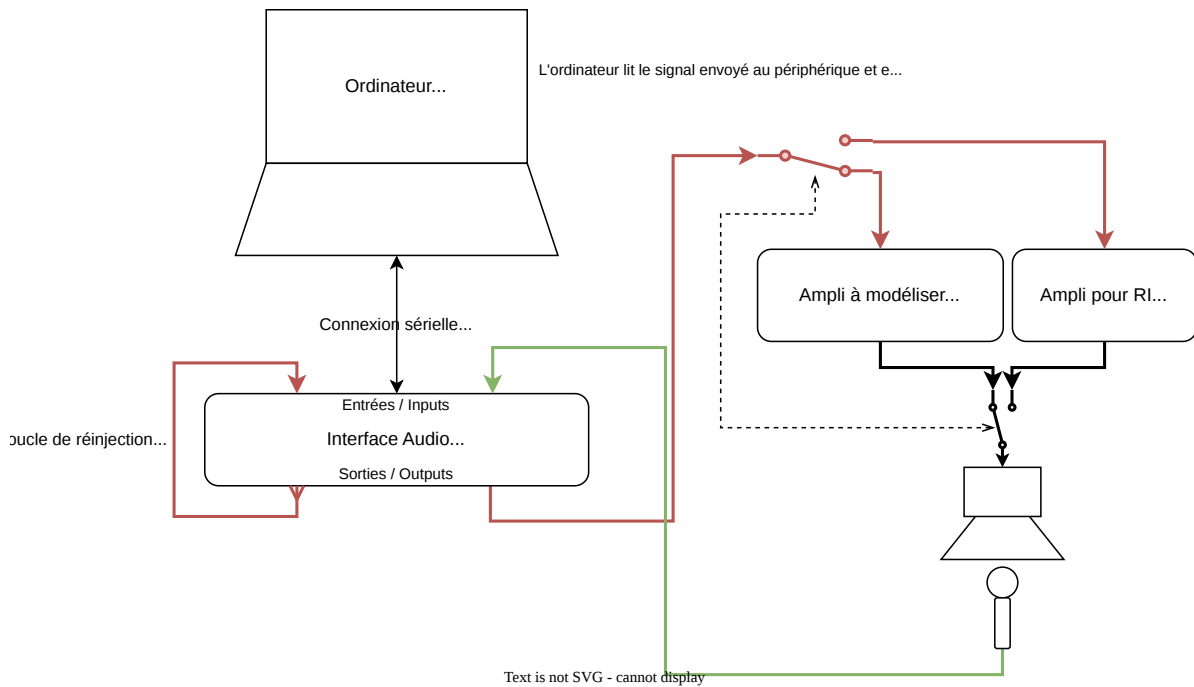 Ordinateur...
L'ordinateur lit le signal envoyé au périphérique et e...
Ampli à modéliser...
Ampli pour RI...
Connexion sérielle...
Entrées / Inputs
oucle de réinjection...
Interface Audio...
Sorties / Outputs
Text is not SVG - cannot display